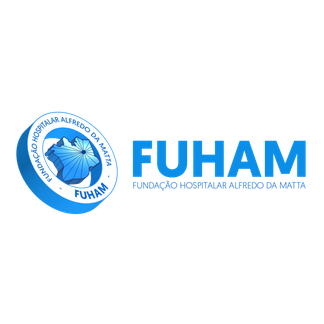 FUNDAÇÃO HOSPITALAR ALFREDO DA MATTA
- FUHAM -
FUHAM
FUNDAÇÃO HOSPITALAR ALFREDO DA MATTA